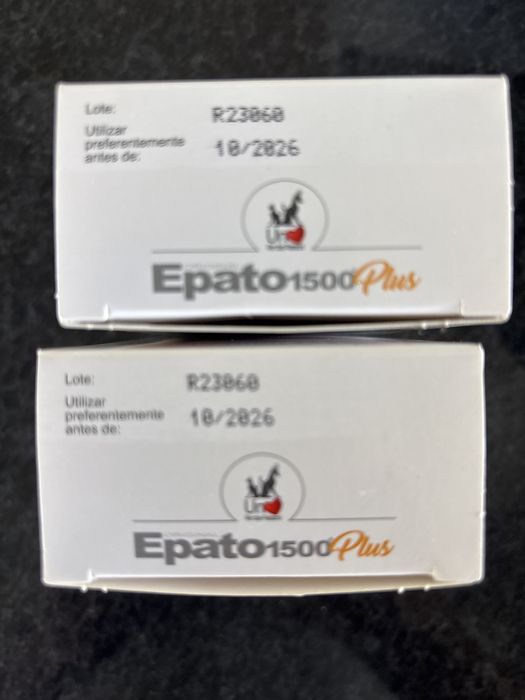 Lote: R23060
Utilizar
preferentemente
antes de: 10/2026
Epato1500Plus
Lote: R23060
Utilizar
preferentemente
antes de: 10/2026
Epato1500Plus